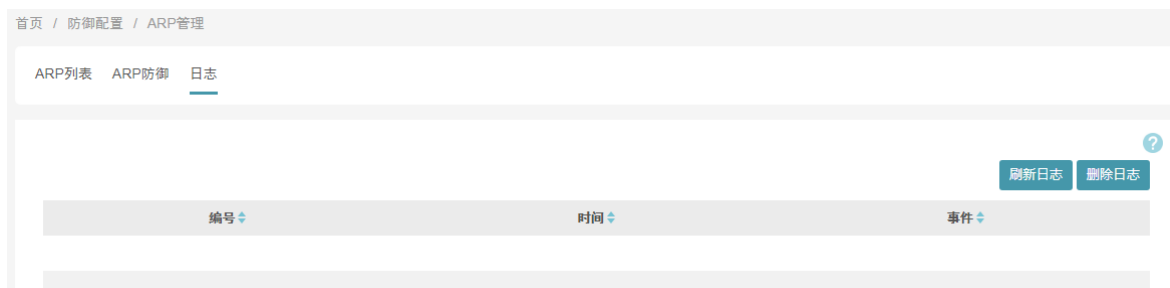 首页 / 防御配置 / ARP管理
ARP列表 ARP防御 日志
?
刷新日志 删除日志
编号 时间 事件